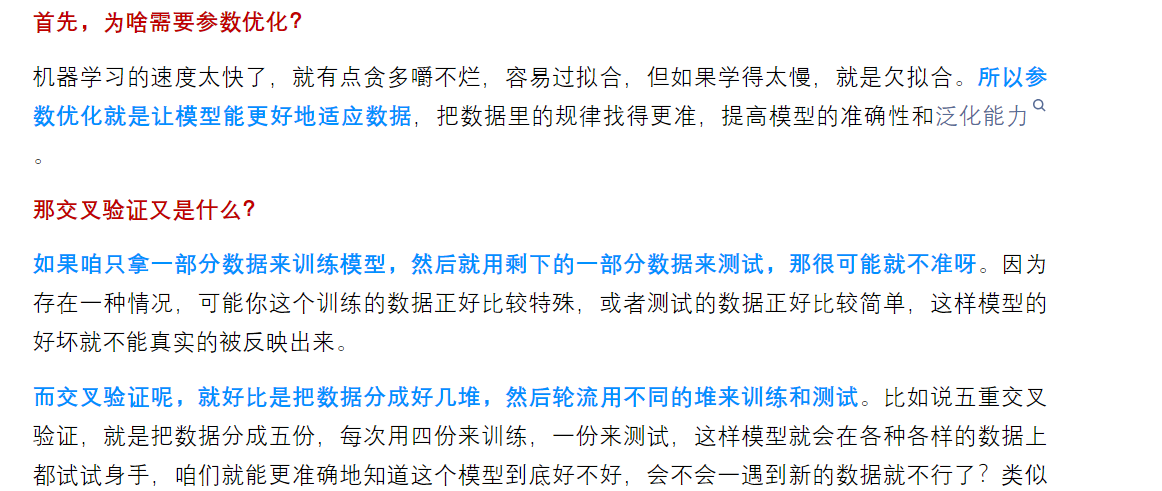 首先，为啥需要参数优化？
机器学习的速度太快了，就有点贪多嚼不烂，容易过拟合，但如果学得太慢，就是欠拟合。所以参
数优化就是让模型能更好地适应数据，把数据里的规律找得更准，提高模型的准确性和泛化能力
。
那交叉验证又是什么？
如果咱只拿一部分数据来训练模型，然后就用剩下的一部分数据来测试，那很可能就不准呀。因为
存在一种情况，可能你这个训练的数据正好比较特殊，或者测试的数据正好比较简单，这样模型的
好坏就不能真实的被反映出来。
而交叉验证呢，就好比是把数据分成好几堆，然后轮流用不同的堆来训练和测试。比如说五重交叉
验证，就是把数据分成五份，每次用四份来训练，一份来测试，这样模型就会在各种各样的数据上
都试试身手，咱们就能更准确地知道这个模型到底好不好，会不会一遇到新的数据就不行了？类似